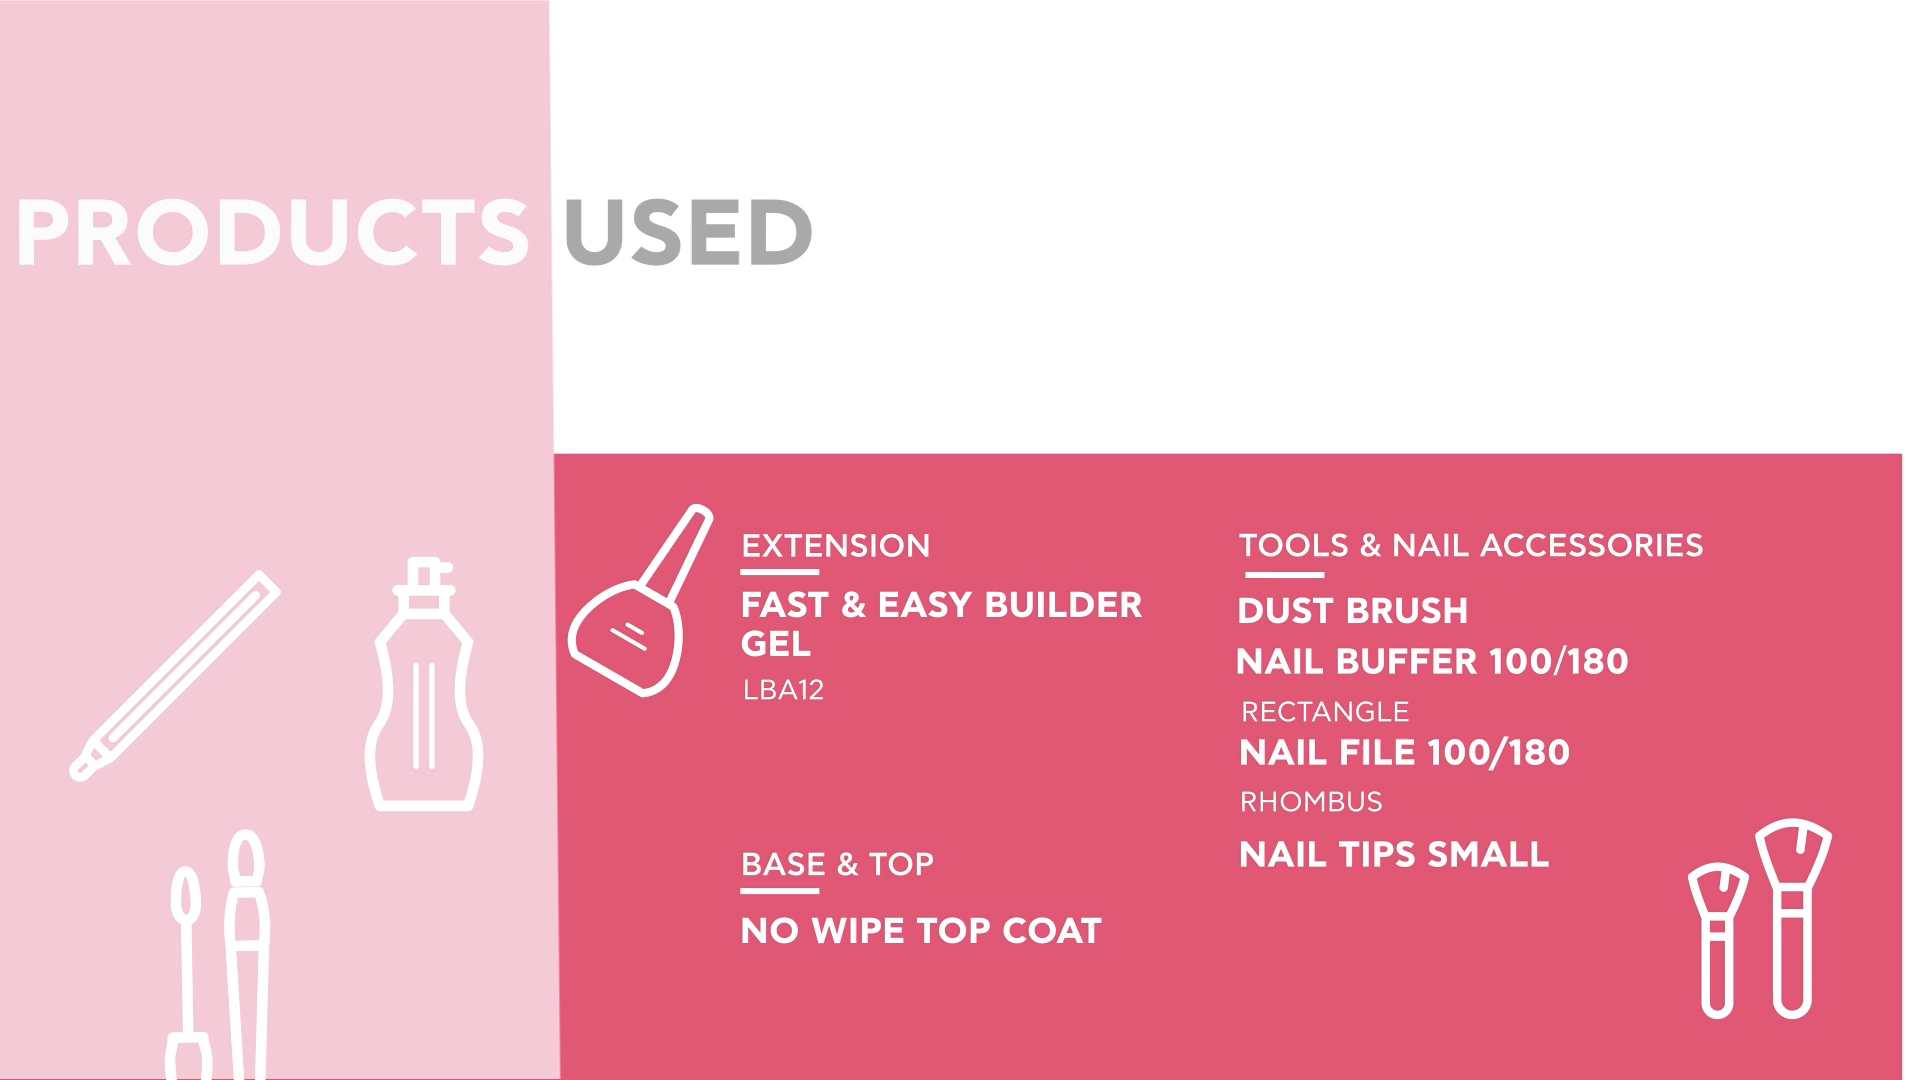 PRODUCTS USED
EXTENSION
FAST & EASY BUILDER
GEL
LBA12
BASE & TOP
NO WIPE TOP COAT
TOOLS & NAIL ACCESSORIES
DUST BRUSH
NAIL BUFFER 100/180
RECTANGLE
NAIL FILE 100/180
RHOMBUS
NAIL TIPS SMALL